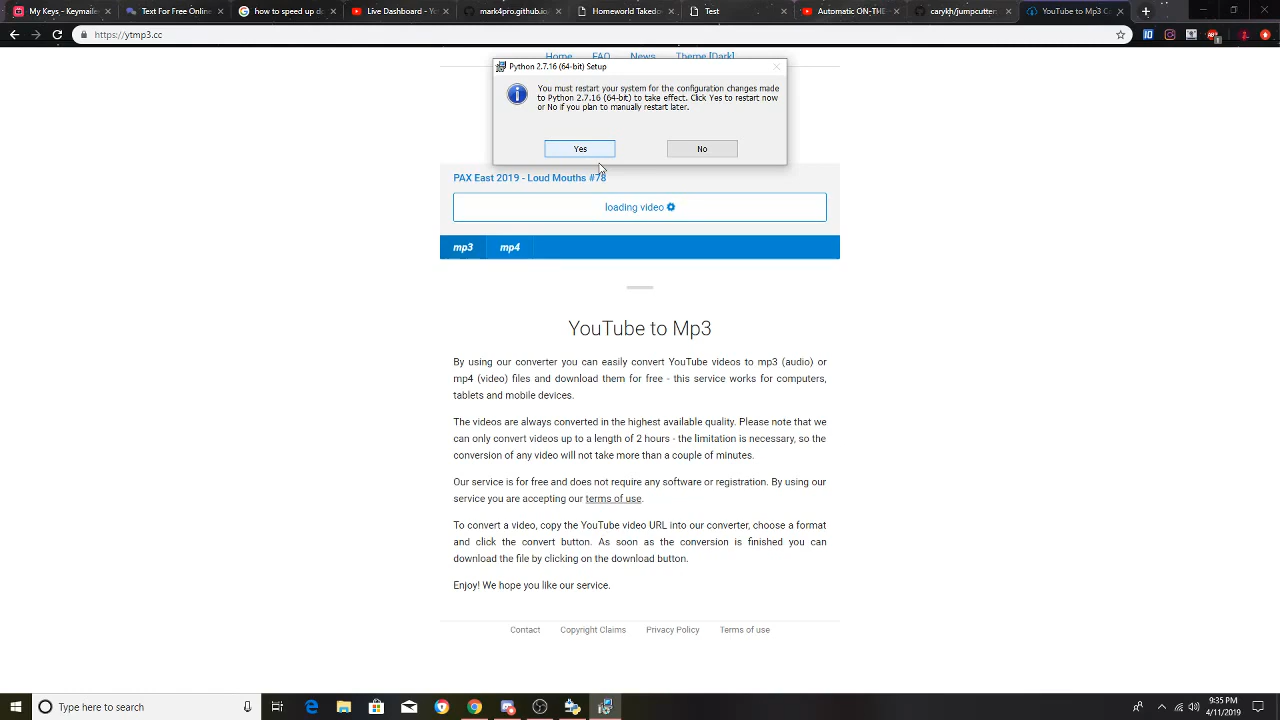 My Keys - Keymail
Text For Free Online
how to speed up d
Live Dashboard - Y
mark4pro.github.i
Homeworld Taked
Test
Automatic ON-THE
carykh/jumpcutter
YouTube to Mp3 C
https://ytmp3.cc
Home FAQ News Theme [Dark]
Python 2.7.16 (64-bit) Setup
You must restart your system for the configuration changes made
to Python 2.7.16 (64-bit) to take effect. Click Yes to restart now
or No if you plan to manually restart later.
Yes No
PAX East 2019 - Loud Mouths #78
loading video
mp3 mp4
YouTube to Mp3
By using our converter you can easily convert YouTube videos to mp3 (audio) or
mp4 (video) files and download them for free - this service works for computers,
tablets and mobile devices.
The videos are always converted in the highest available quality. Please note that we
can only convert videos up to a length of 2 hours - the limitation is necessary, so the
conversion of any video will not take more than a couple of minutes.
Our service is for free and does not require any software or registration. By using our
service you are accepting our terms of use.
To convert a video, copy the YouTube video URL into our converter, choose a format
and click the convert button. As soon as the conversion is finished you can
download the file by clicking on the download button.
Enjoy! We hope you like our service.
Contact Copyright Claims Privacy Policy Terms of use
Type here to search
9:35 PM
4/11/2019